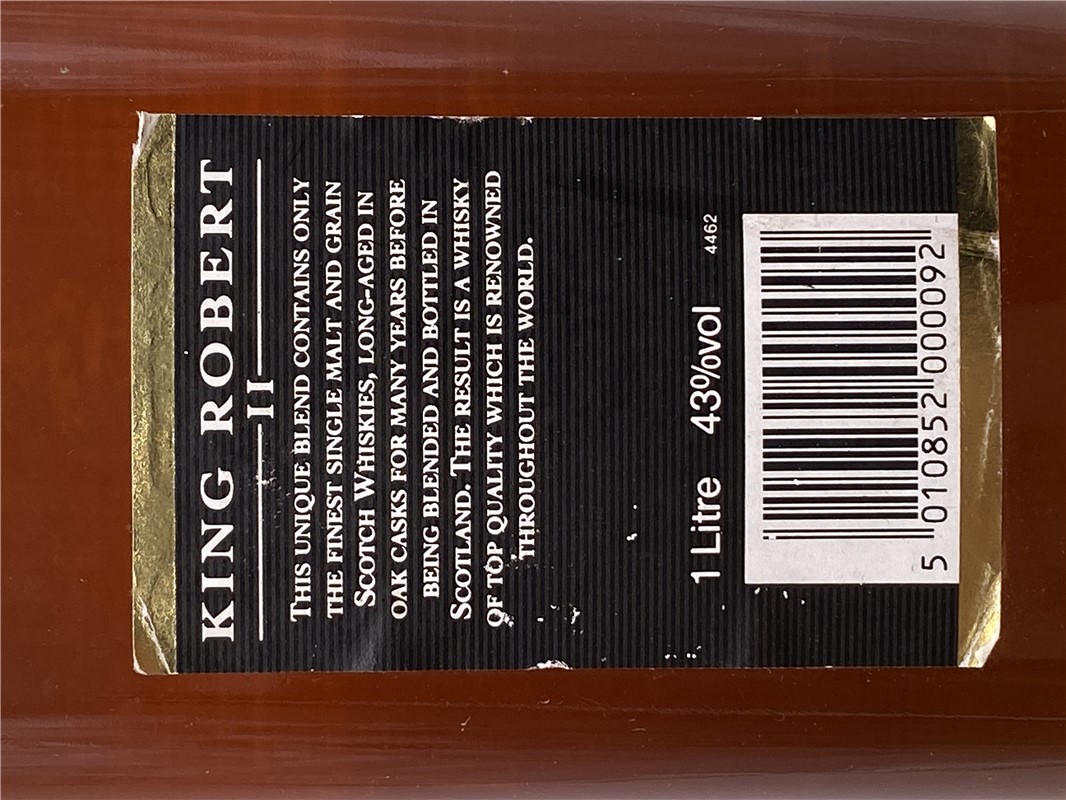 KING ROBERT
II
THIS UNIQUE BLEND CONTAINS ONLY
THE FINEST SINGLE MALT AND GRAIN
SCOTCH WHISKIES, LONG-AGED IN
OAK CASKS FOR MANY YEARS BEFORE
BEING BLENDED AND BOTTLED IN
SCOTLAND. THE RESULT IS A WHISKY
OF TOP QUALITY WHICH IS RENOWNED
THROUGHOUT THE WORLD.
1 Litre 43%vol 4462
5 010852 000092